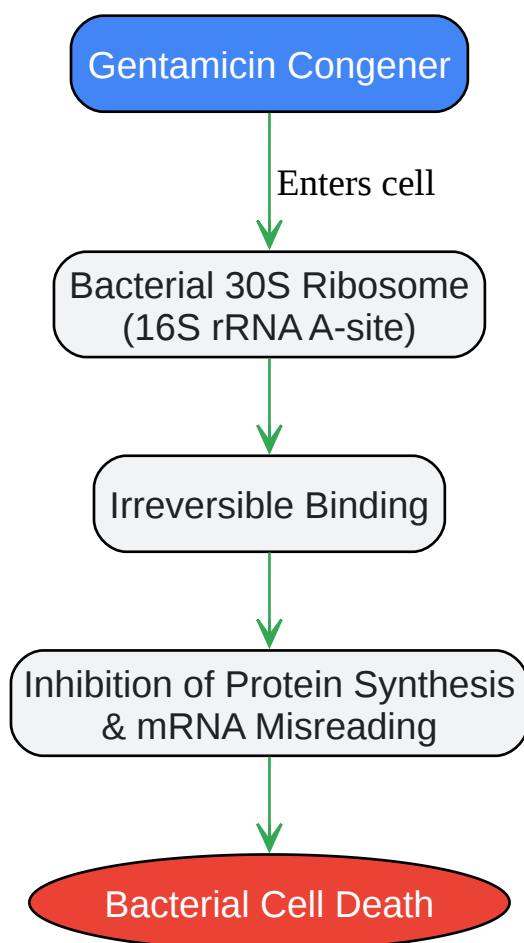 Gentamicin Congener
Enters cell
Bacterial 30S Ribosome
(16S rRNA A-site)
Irreversible Binding
Inhibition of Protein Synthesis
& mRNA Misreading
Bacterial Cell Death